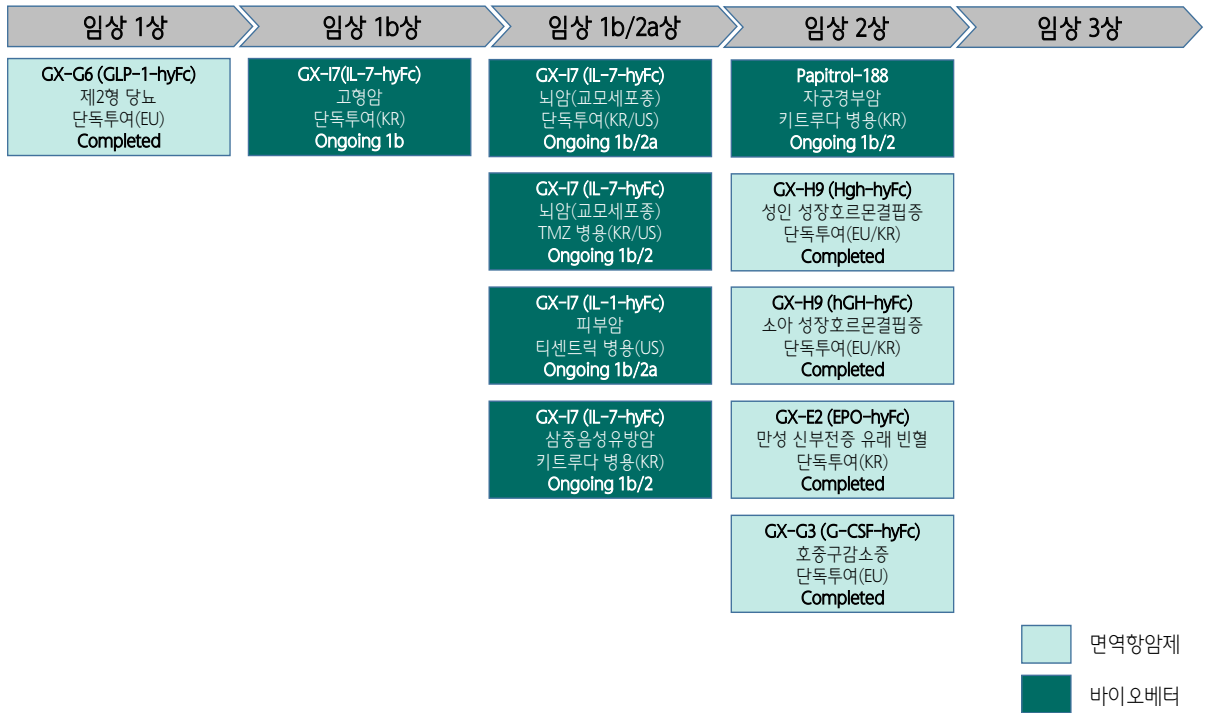 임상 1상
임상 1b상
임상 1b/2a상
임상 2상
임상 3상
GX-G6 (GLP-1-hyFc)
제2형 당뇨
단독투여(EU)
Completed
GX-I7(IL-7-hyFc)
고형암
단독투여(KR)
Ongoing 1b
GX-I7 (IL-7-hyFc)
뇌암(교모세포종)
단독투여(KR/US)
Ongoing 1b/2a
GX-I7 (IL-7-hyFc)
뇌암(교모세포종)
TMZ 병용(KR/US)
Ongoing 1b/2
GX-I7 (IL-1-hyFc)
피부암
티센트릭 병용(US)
Ongoing 1b/2a
GX-I7 (IL-7-hyFc)
삼중음성유방암
키트루다 병용(KR)
Ongoing 1b/2
Papitrol-188
자궁경부암
키트루다 병용(KR)
Ongoing 1b/2
GX-H9 (Hgh-hyFc)
성인 성장호르몬결핍증
단독투여(EU/KR)
Completed
GX-H9 (hGH-hyFc)
소아 성장호르몬결핍증
단독투여(EU/KR)
Completed
GX-E2 (EPO-hyFc)
만성 신부전증 유래 빈혈
단독투여(KR)
Completed
GX-G3 (G-CSF-hyFc)
호중구감소증
단독투여(EU)
Completed
면역항암제
바이오베터